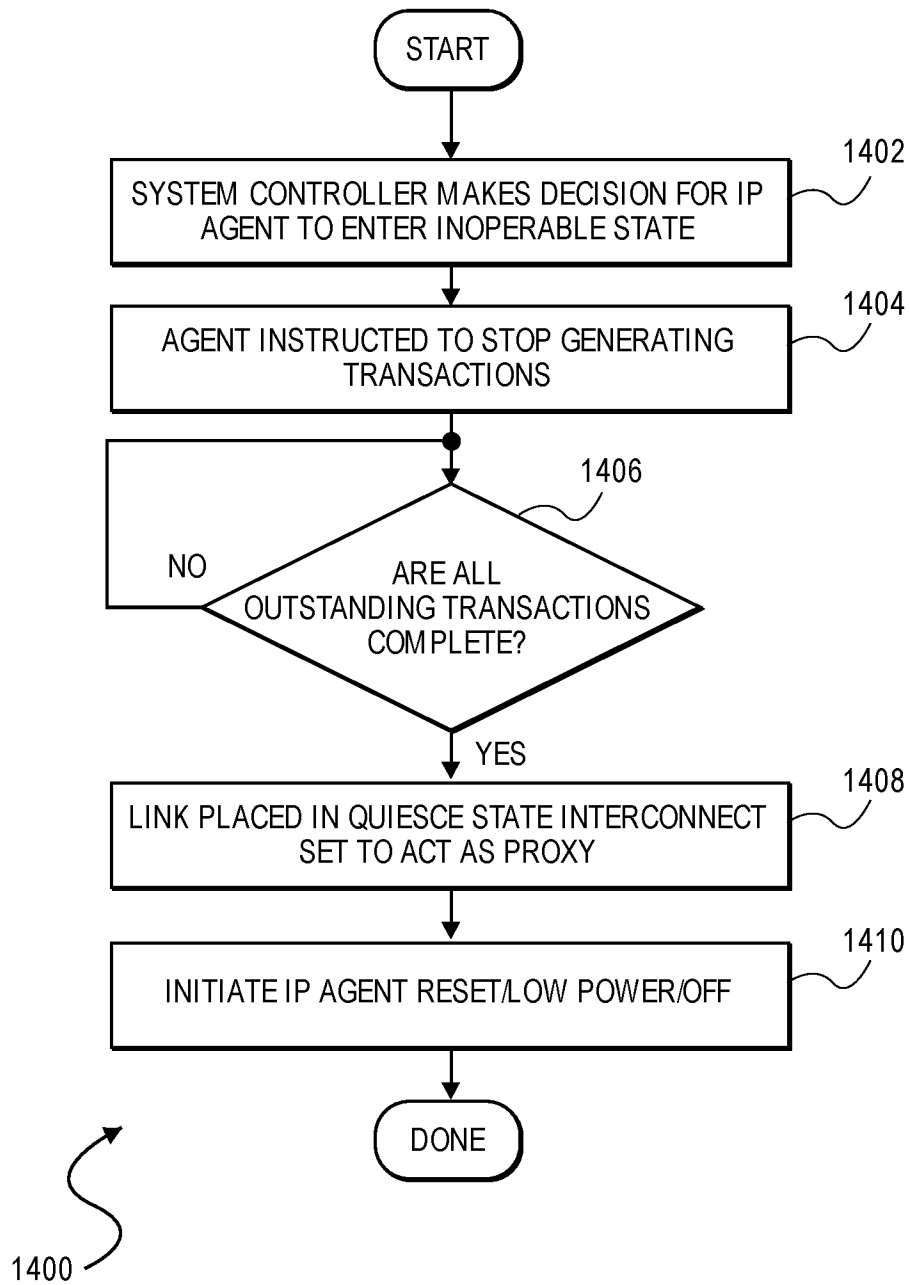 START
1402
SYSTEM CONTROLLER MAKES DECISION FOR IP
AGENT TO ENTER INOPERABLE STATE
1404
AGENT INSTRUCTED TO STOP GENERATING
TRANSACTIONS
1406
NO
ARE ALL
OUTSTANDING TRANSACTIONS
COMPLETE?
YES
1408
LINK PLACED IN QUIESCE STATE INTERCONNECT
SET TO ACT AS PROXY
1410
INITIATE IP AGENT RESET/LOW POWER/OFF
DONE
1400